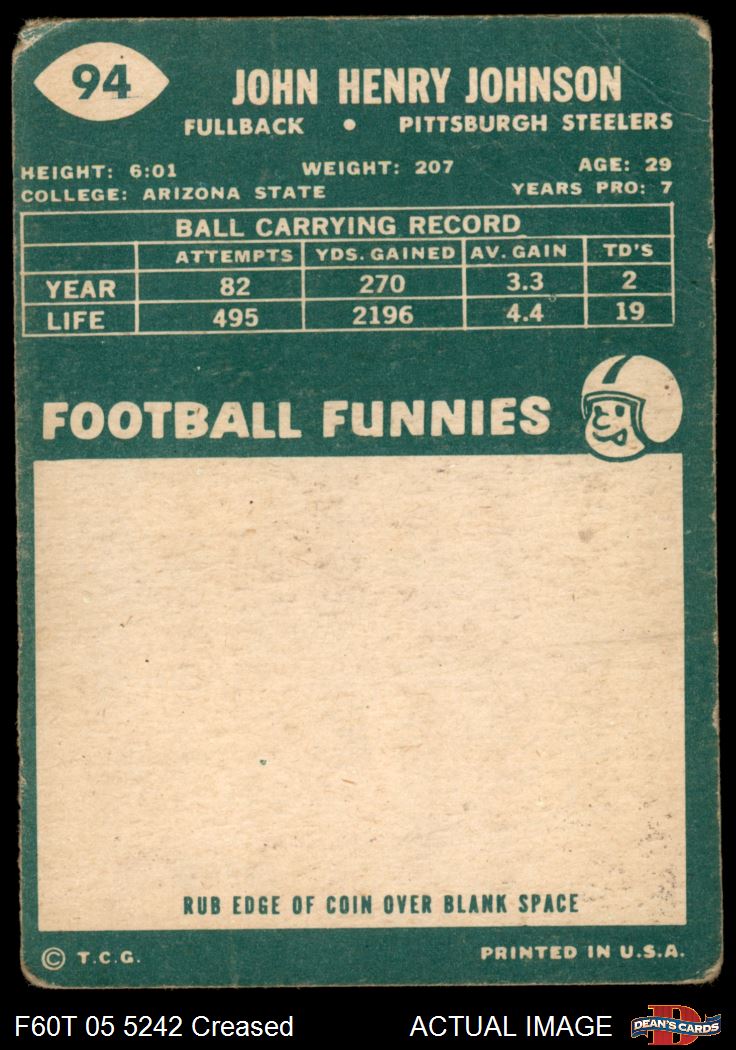 94
JOHN HENRY JOHNSON
FULLBACK • PITTSBURGH STEELERS
HEIGHT: 6:01 WEIGHT: 207 AGE: 29
COLLEGE: ARIZONA STATE YEARS PRO: 7
BALL CARRYING RECORD
ATTEMPTS YDS. GAINED AV. GAIN TD'S
YEAR 82 270 3.3 2
LIFE 495 2196 4.4 19
FOOTBALL FUNNIES
RUB EDGE OF COIN OVER BLANK SPACE
© T.C.G. PRINTED IN U.S.A.
F60T 05 5242 Creased ACTUAL IMAGE DEAN'S CARDS